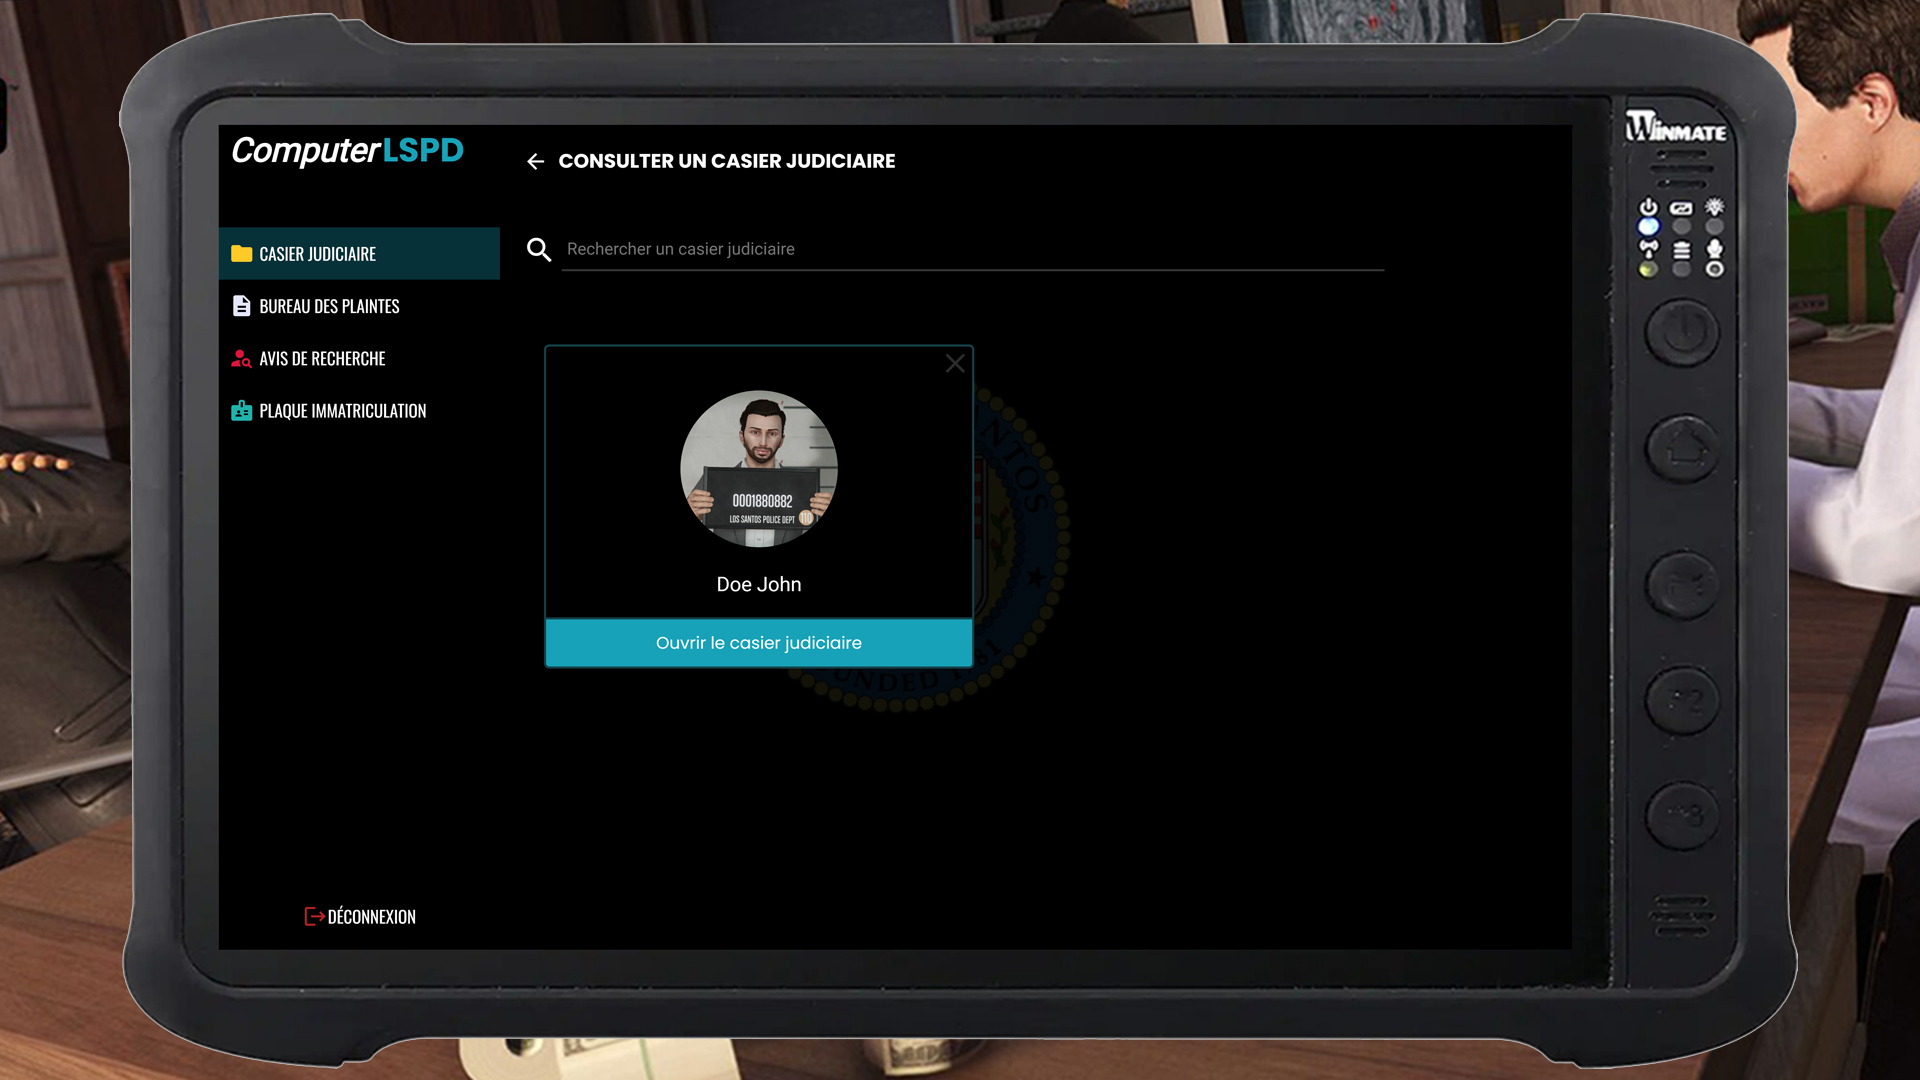 ComputerLSPD
CONSULTER UN CASIER JUDICIAIRE
WINMATE
CASIER JUDICIAIRE
Rechercher un casier judiciaire
BUREAU DES PLAINTES
AVIS DE RECHERCHE
PLAQUE IMMATRICULATION
0001880882
LOS SANTOS POLICE DEPT
110
Doe John
Ouvrir le casier judiciaire
DÉCONNEXION